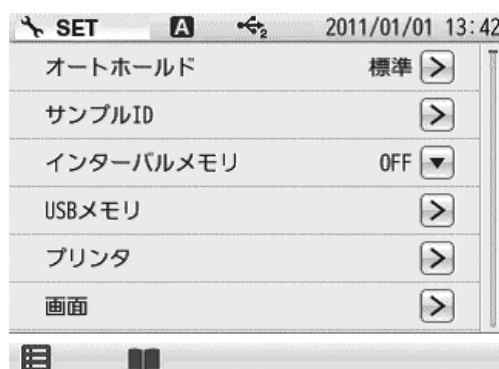 SET A 2 2011/01/01 13:42
オートホールド 標準
サンプルID
インターバルメモリ OFF
USBメモリ
プリンタ
画面